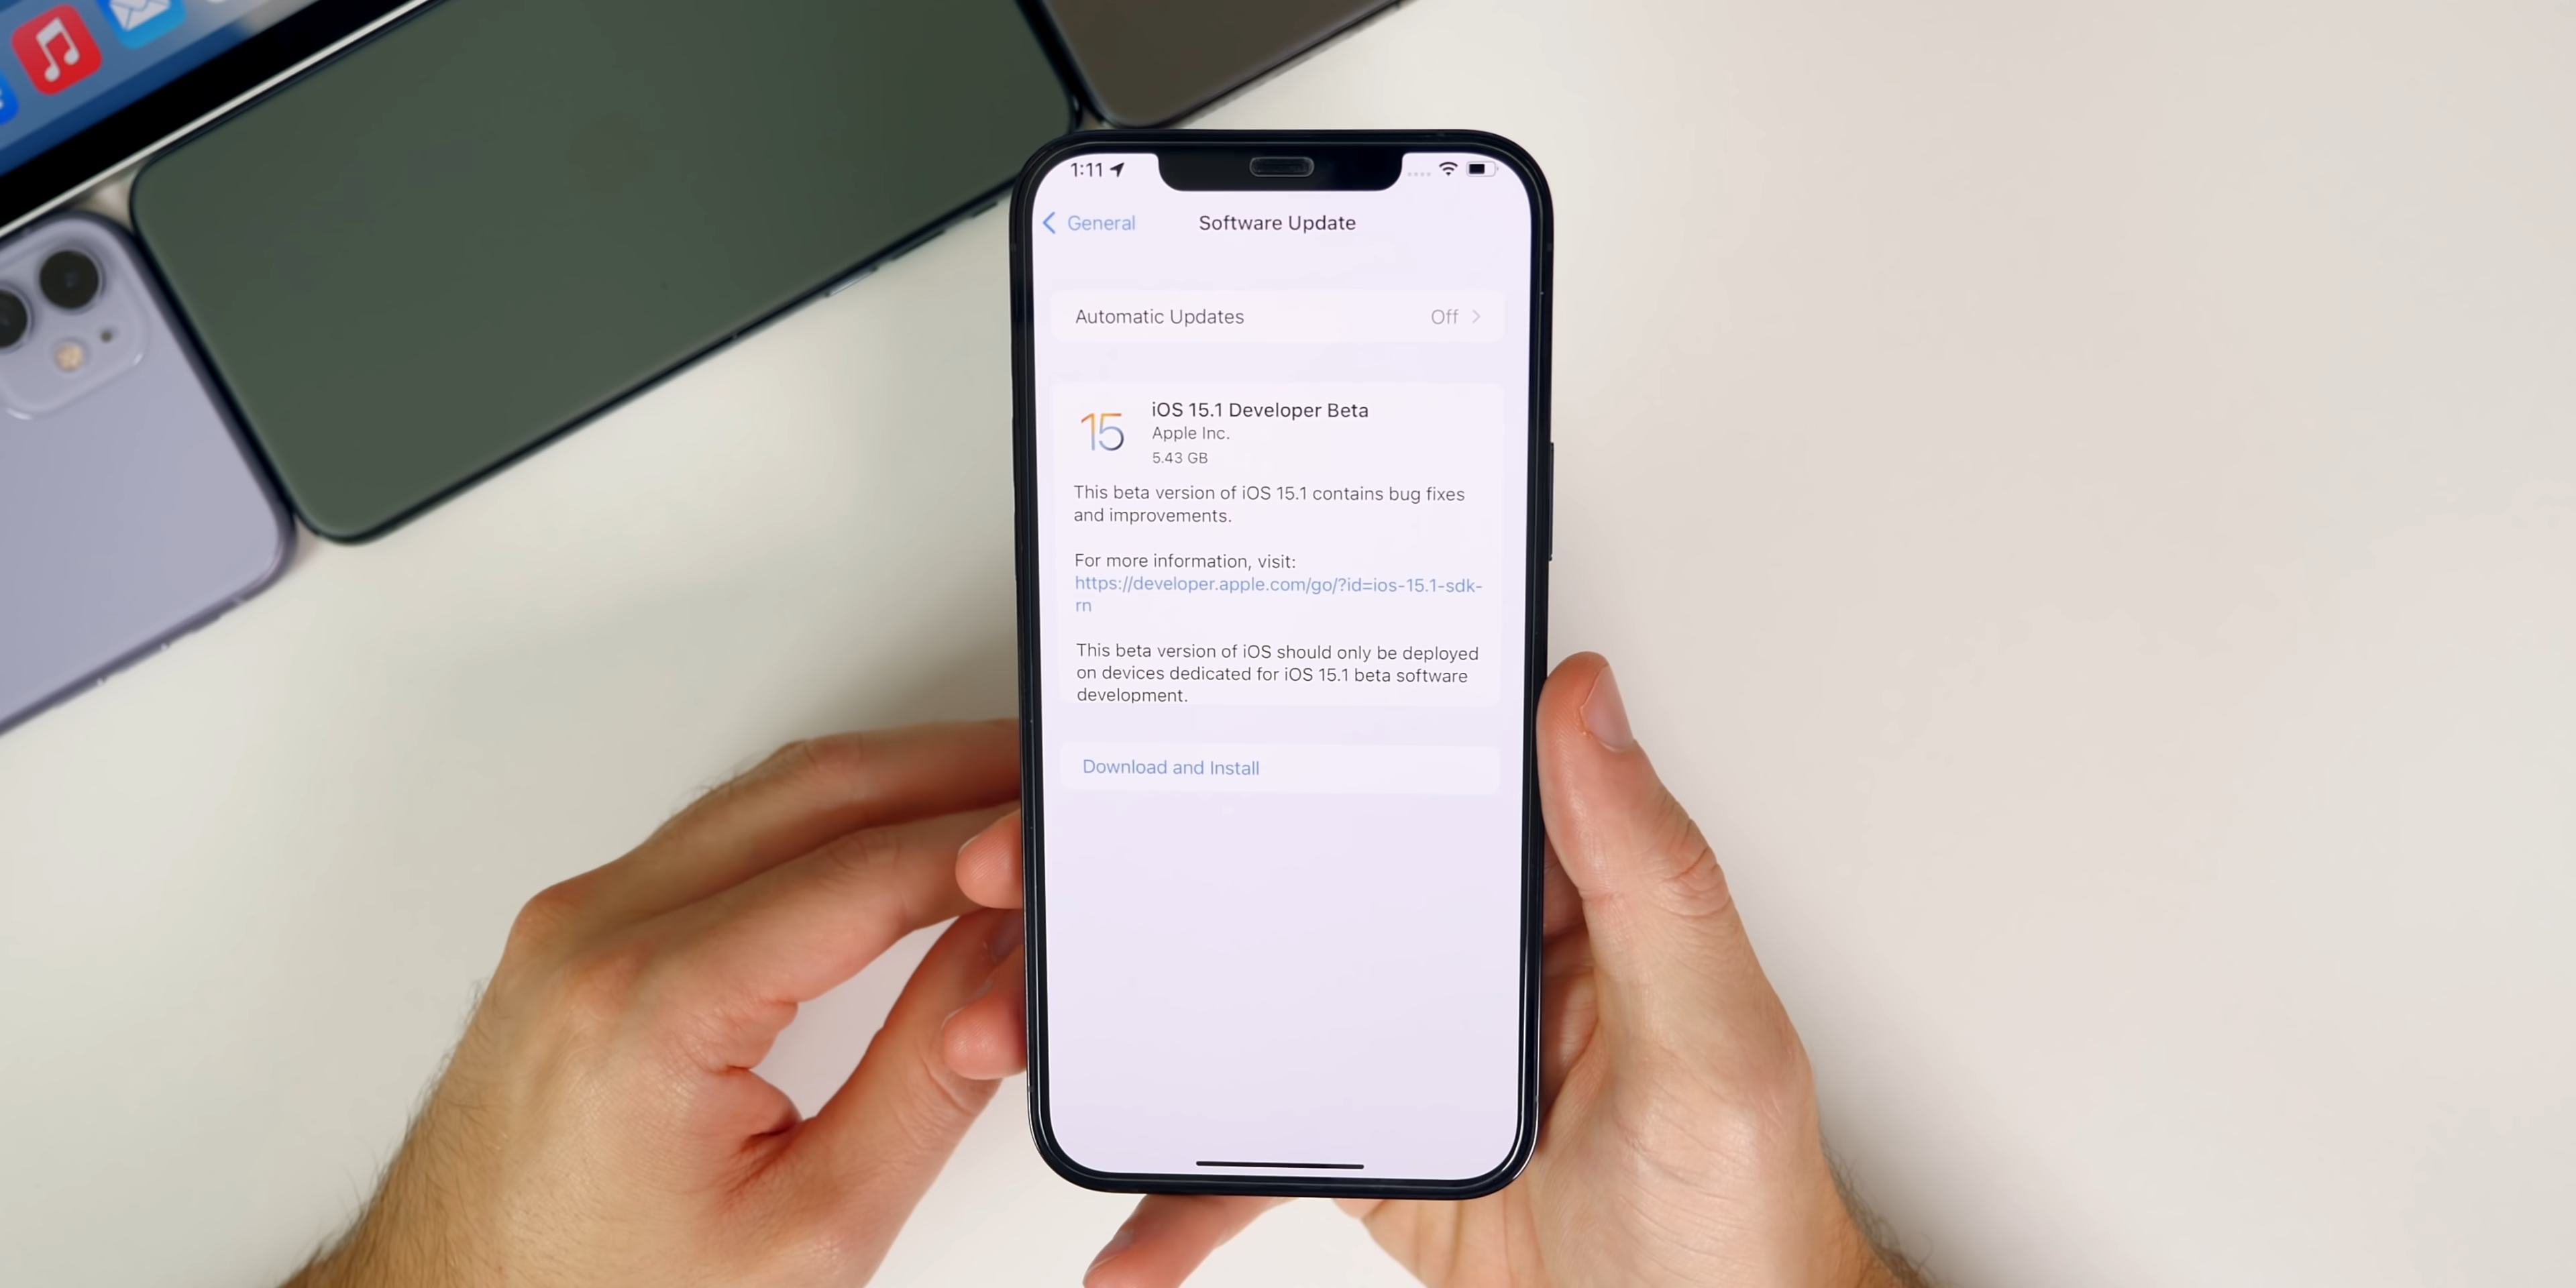 1:11
General
Software Update
Automatic Updates Off
15
iOS 15.1 Developer Beta
Apple Inc.
5.43 GB
This beta version of iOS 15.1 contains bug fixes
and improvements.
For more information, visit:
https://developer.apple.com/go/?id=ios-15.1-sdk-
rn
This beta version of iOS should only be deployed
on devices dedicated for iOS 15.1 beta software
development.
Download and Install